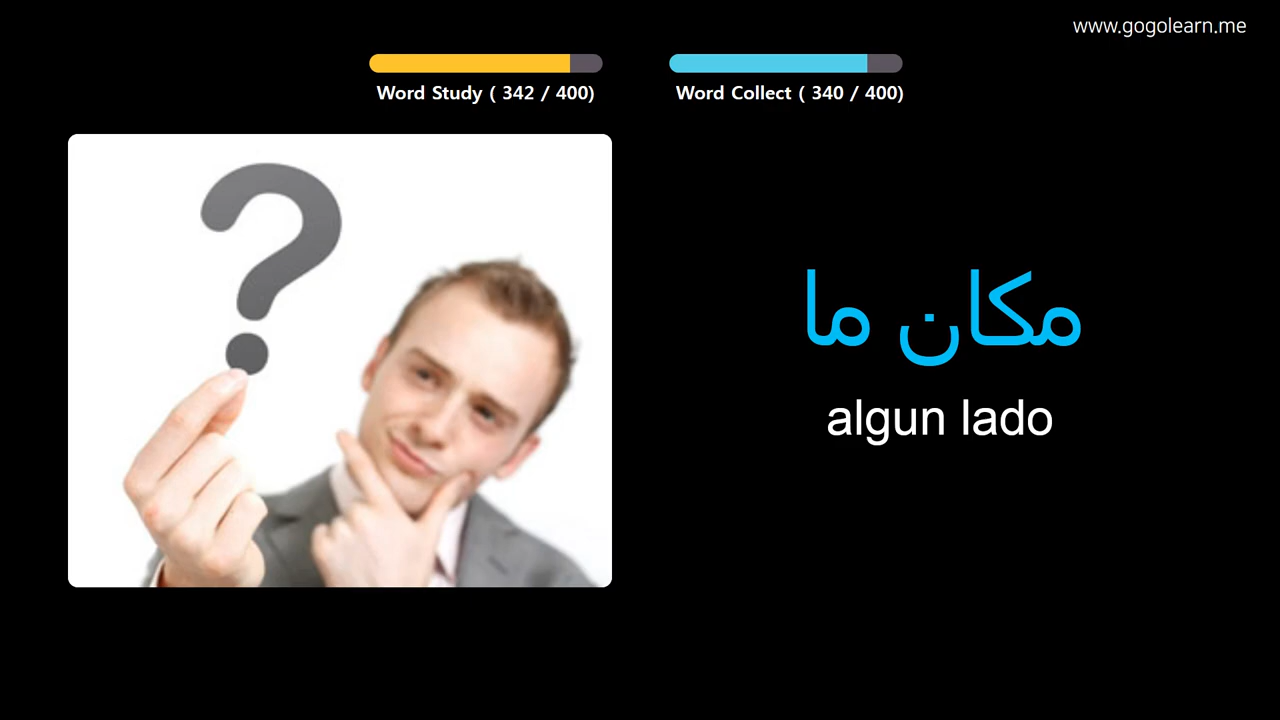 www.gogolearn.me
Word Study ( 342 / 400)
Word Collect ( 340 / 400)
?
مكان ما
algun lado